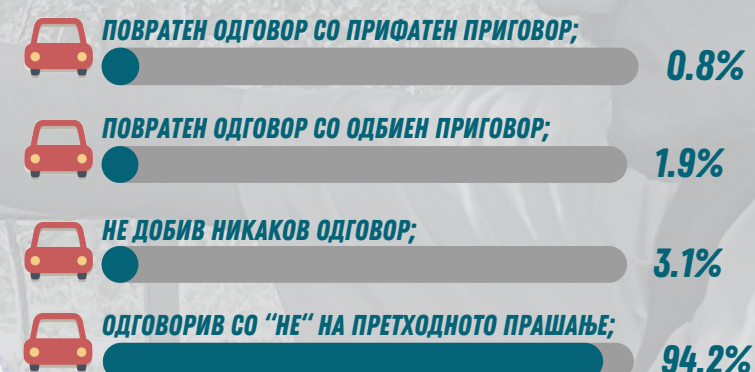 ПОВРАТЕН ОДГОВОР СО ПРИФАТЕН ПРИГОВОР;
0.8%
ПОВРАТЕН ОДГОВОР СО ОДБИЕН ПРИГОВОР;
1.9%
НЕ ДОБИВ НИКАКОВ ОДГОВОР;
3.1%
ОДГОВОРИВ СО “НЕ“ НА ПРЕТХОДНОТО ПРАШАЊЕ;
94.2%